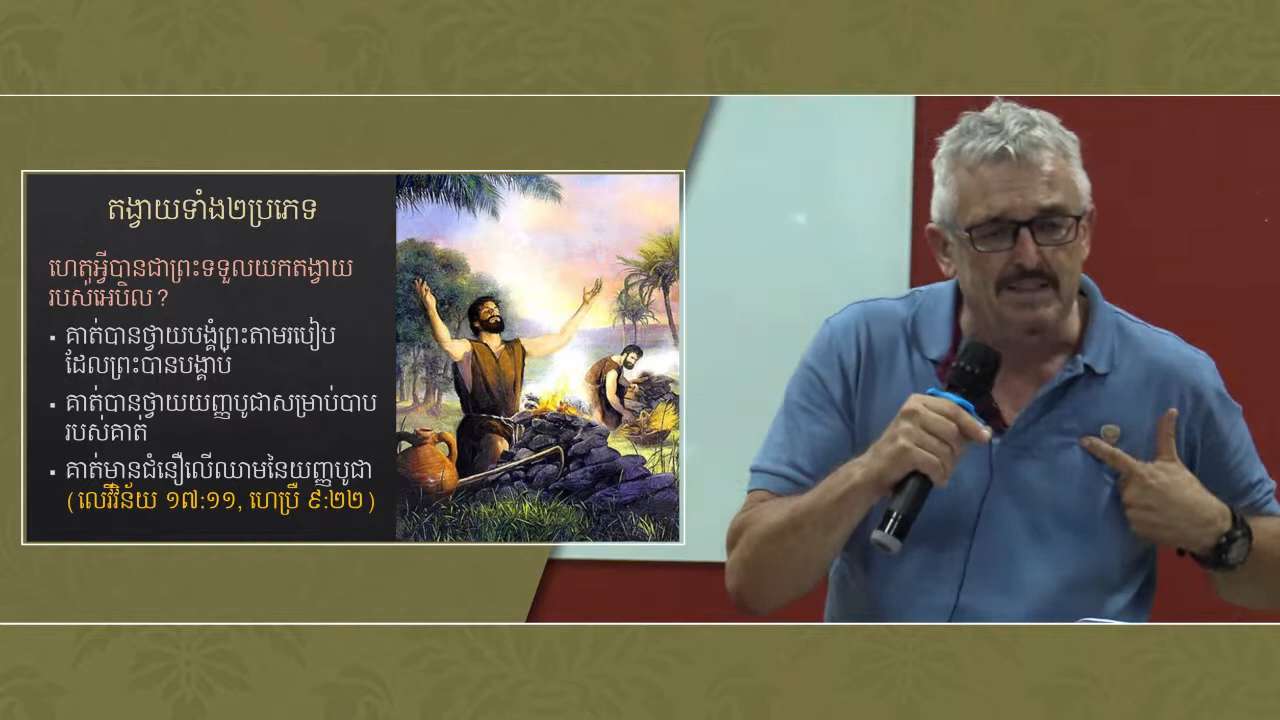 តង្វាយទាំង២ប្រភេទ
ហេតុអ្វីបានជាព្រះទទួលយកតង្វាយ
របស់អេបិល?
▪ គាត់បានថ្វាយបង្គំព្រះតាមរបៀប
ដែលព្រះបានបង្គាប់
▪ គាត់បានថ្វាយយញ្ញបូជាសម្រាប់បាប
របស់គាត់
▪ គាត់មានជំនឿលើឈាមនៃយញ្ញបូជា
(លេវីវិន័យ ១៧:១១, ហេប្រឺ ៩:២២)